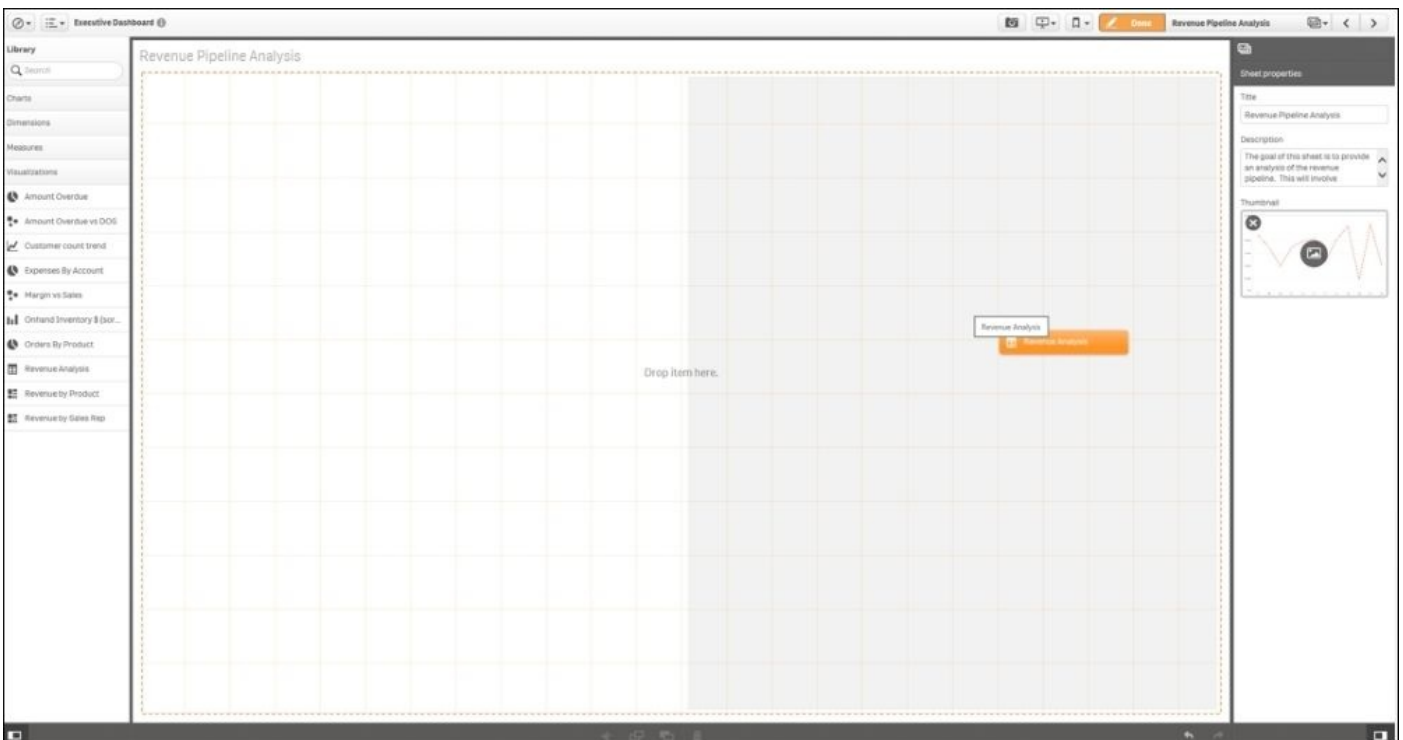 Executive Dashboard
Done
Revenue Pipeline Analysis
Library
Search
Charts
Dimensions
Measures
Visualizations
Amount Overdue
Amount Overdue vs DOS
Customer count trend
Expenses By Account
Margin vs Sales
Onhand Inventory $ (sor...
Orders By Product
Revenue Analysis
Revenue by Product
Revenue by Sales Rep
Revenue Pipeline Analysis
Drop item here.
Revenue Analysis
Revenue Analysis
Sheet properties
Title
Revenue Pipeline Analysis
Description
The goal of this sheet is to provide
an analysis of the revenue
pipeline. This will involve
Thumbnail